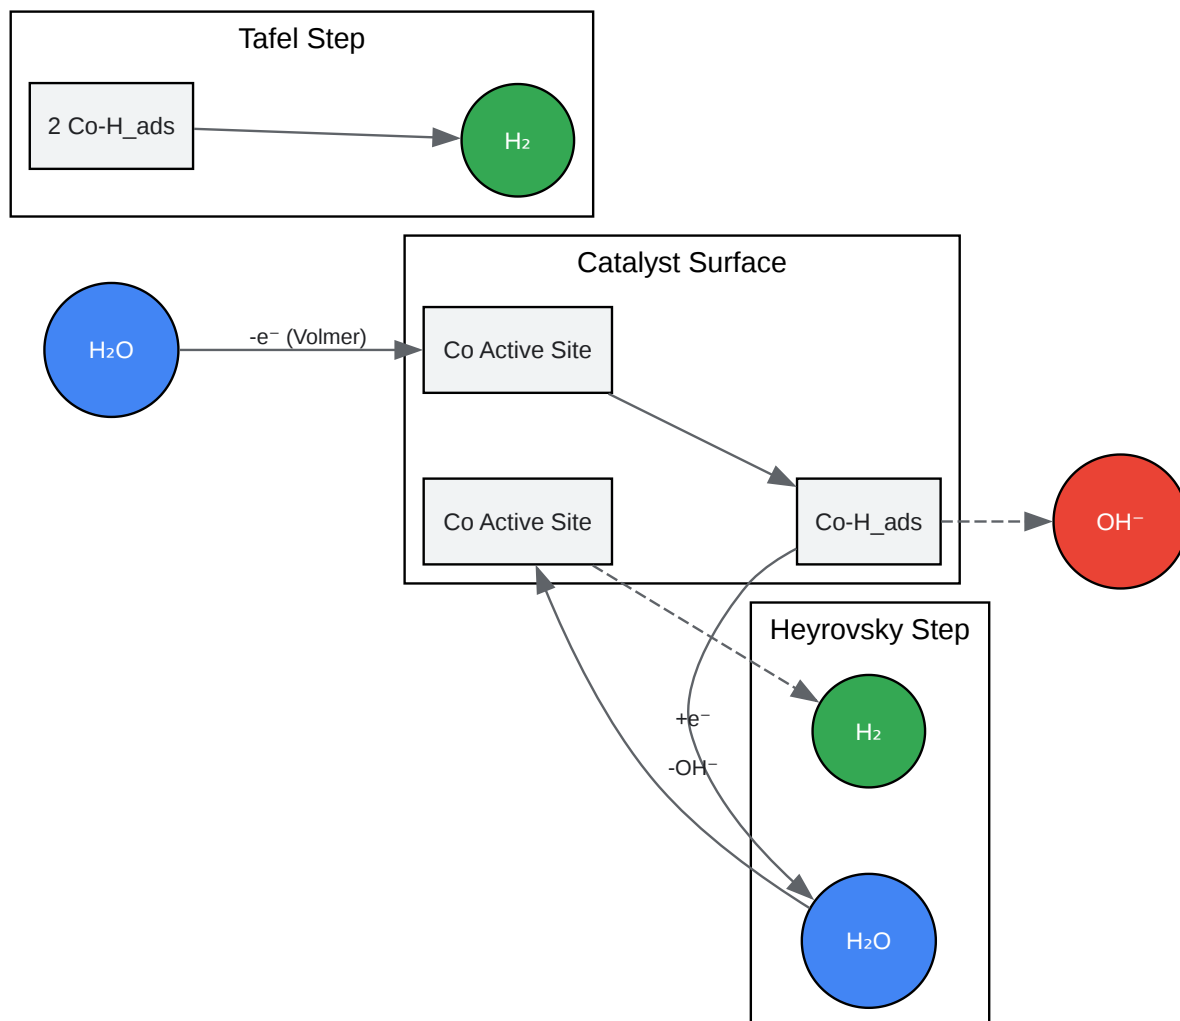 Tafel Step
2 Co-H_ads
H₂
Catalyst Surface
H₂O
-e⁻ (Volmer)
Co Active Site
Co Active Site
Co-H_ads
OH⁻
Heyrovsky Step
H₂
+e⁻
-OH⁻
H₂O